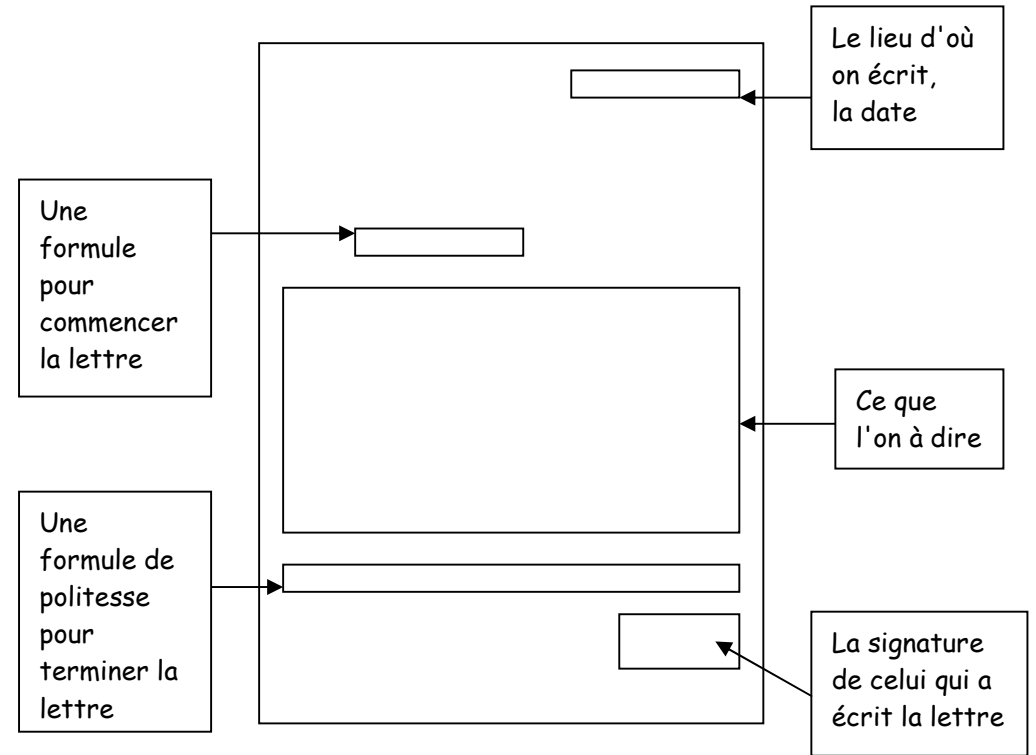 Le lieu d'où
on écrit,
la date
Une
formule
pour
commencer
la lettre
Ce que
l'on à dire
Une
formule de
politesse
pour
terminer la
lettre
La signature
de celui qui a
écrit la lettre